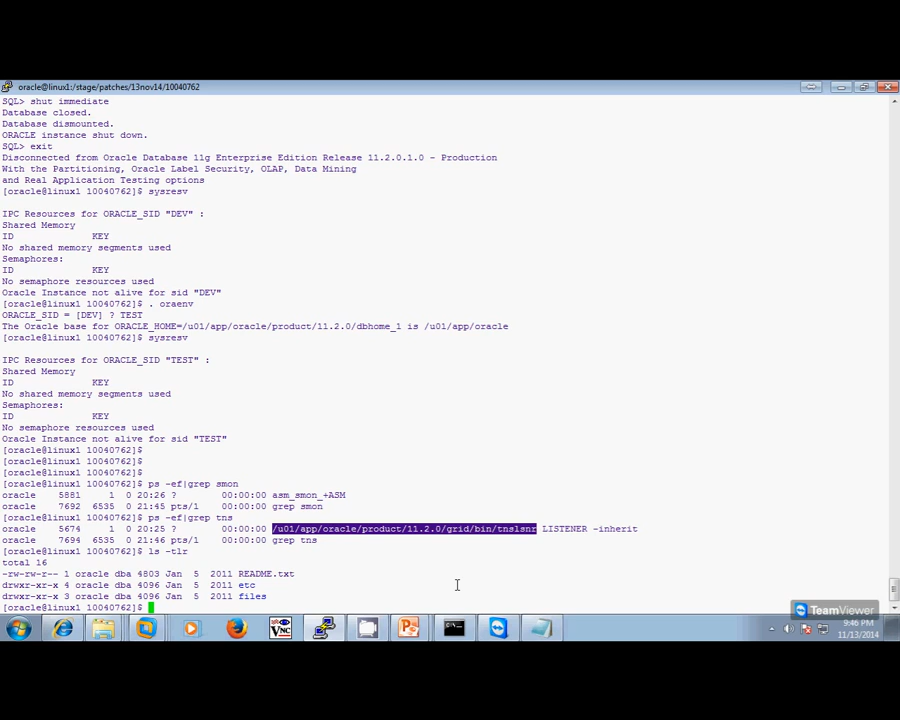 oracle@linux1:/stage/patches/13nov14/10040762
SQL> shut immediate
Database closed.
Database dismounted.
ORACLE instance shut down.
SQL> exit
Disconnected from Oracle Database 11g Enterprise Edition Release 11.2.0.1.0 - Production
With the Partitioning, Oracle Label Security, OLAP, Data Mining
and Real Application Testing options
[oracle@linux1 10040762]$ sysresv
IPC Resources for ORACLE_SID "DEV" :
Shared Memory
ID KEY
No shared memory segments used
Semaphores:
ID KEY
No semaphore resources used
Oracle Instance not alive for sid "DEV"
[oracle@linux1 10040762]$ . oraenv
ORACLE_SID = [DEV] ? TEST
The Oracle base for ORACLE_HOME=/u01/app/oracle/product/11.2.0/dbhome_1 is /u01/app/oracle
[oracle@linux1 10040762]$ sysresv
IPC Resources for ORACLE_SID "TEST" :
Shared Memory
ID KEY
No shared memory segments used
Semaphores:
ID KEY
No semaphore resources used
Oracle Instance not alive for sid "TEST"
[oracle@linux1 10040762]$
[oracle@linux1 10040762]$
[oracle@linux1 10040762]$
[oracle@linux1 10040762]$ ps -ef|grep smon
oracle 5881 1 0 20:26 ? 00:00:00 asm_smon_+ASM
oracle 7692 6535 0 21:45 pts/1 00:00:00 grep smon
[oracle@linux1 10040762]$ ps -ef|grep tns
oracle 5674 1 0 20:25 ? 00:00:00 /u01/app/oracle/product/11.2.0/grid/bin/tnslsnr LISTENER -inherit
oracle 7694 6535 0 21:46 pts/1 00:00:00 grep tns
[oracle@linux1 10040762]$ ls -tlr
total 16
-rw-rw-r-- 1 oracle dba 4803 Jan 5 2011 README.txt
drwxr-xr-x 4 oracle dba 4096 Jan 5 2011 etc
drwxr-xr-x 3 oracle dba 4096 Jan 5 2011 files
[oracle@linux1 10040762]$
TeamViewer
VNC
9:46 PM
11/13/2014